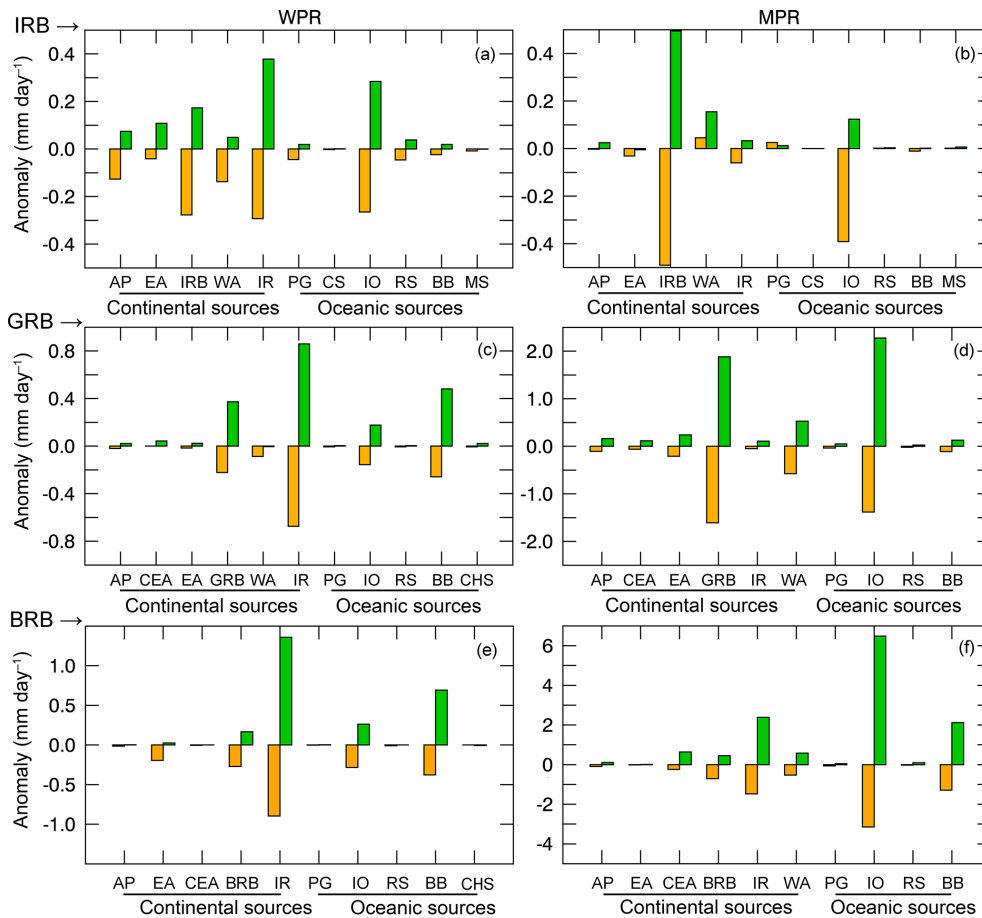 WPR MPR
IRB →
(a) (b)
Anomaly (mm day⁻¹)
0.4 0.4
0.2 0.2
0.0 0.0
-0.2 -0.2
-0.4 -0.4
AP EA IRB WA IR PG CS IO RS BB MS AP EA IRB WA IR PG CS IO RS BB MS
Continental sources Oceanic sources Continental sources Oceanic sources
GRB →
(c) (d)
Anomaly (mm day⁻¹)
0.8 2.0
0.4 1.0
0.0 0.0
-0.4 -1.0
-0.8 -2.0
AP CEA EA GRB WA IR PG IO RS BB CHS AP CEA EA GRB IR WA PG IO RS BB
Continental sources Oceanic sources Continental sources Oceanic sources
BRB →
(e) (f)
Anomaly (mm day⁻¹)
6
1.0
4
0.5
2
0.0 0
-0.5
-2
-1.0
-4
AP EA CEA BRB IR PG IO RS BB CHS AP EA CEA BRB IR WA PG IO RS BB
Continental sources Oceanic sources Continental sources Oceanic sources